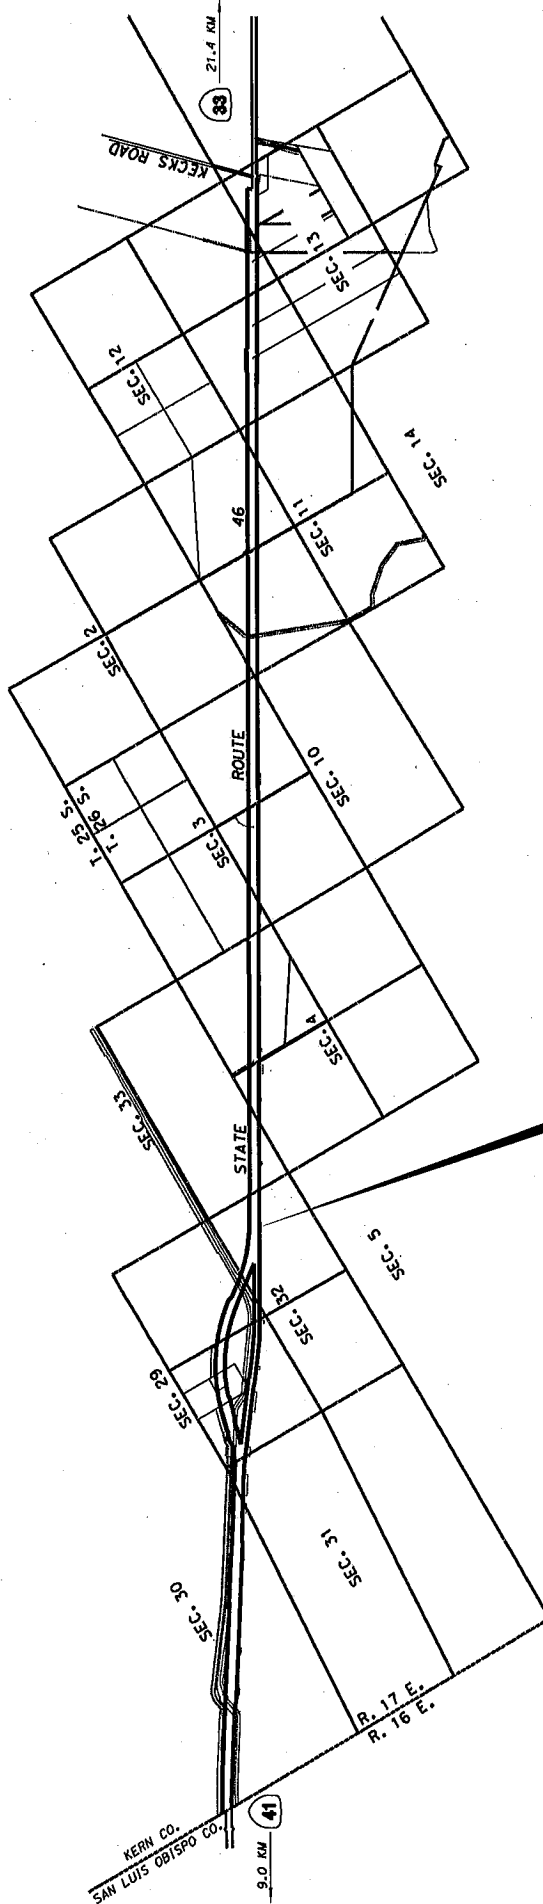 KERN CO.
SAN LUIS OBISPO CO.
9.0 KM
41
R. 17 E.
R. 16 E.
SEC. 30
SEC. 31
SEC. 29
SEC. 32
SEC. 5
SEC. 33
STATE ROUTE 46
SEC. 4
SEC. 3
T. 25 S.
T. 26 S.
SEC. 10
SEC. 2
SEC. 11
SEC. 14
SEC. 12
SEC. 13
KECKS ROAD
33
21.4 KM